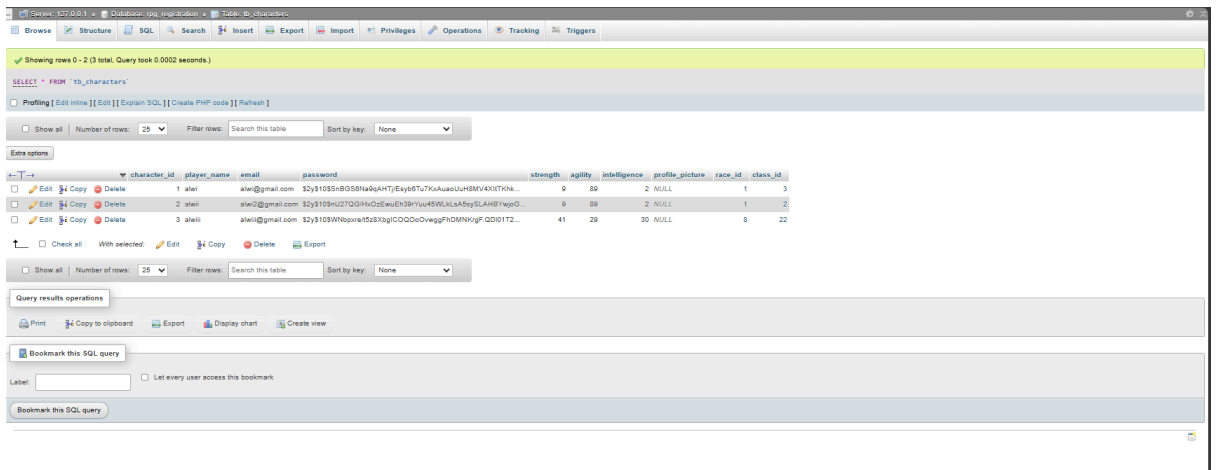 Server: 127.0.0.1 » Database: rpg_registration » Table: tb_characters
Browse Structure SQL Search Insert Export Import Privileges Operations Tracking Triggers
Showing rows 0 - 2 (3 total, Query took 0.0002 seconds.)
SELECT * FROM `tb_characters`
Profiling [ Edit inline ] [ Edit ] [ Explain SQL ] [ Create PHP code ] [ Refresh ]
Show all | Number of rows: 25 Filter rows: Search this table Sort by key: None
Extra options
←T→ character_id player_name email password strength agility intelligence profile_picture race_id class_id
Edit Copy Delete 1 alwi alwi@gmail.com 9 89 2 NULL 1 3
Edit Copy Delete 2 alwii alwi2@gmail.com 9 89 2 NULL 1 2
Edit Copy Delete 3 alwiii alwiii@gmail.com 41 29 30 NULL 8 22
Check all With selected: Edit Copy Delete Export
Show all | Number of rows: 25 Filter rows: Search this table Sort by key: None
Query results operations
Print Copy to clipboard Export Display chart Create view
Bookmark this SQL query
Label: Let every user access this bookmark
Bookmark this SQL query